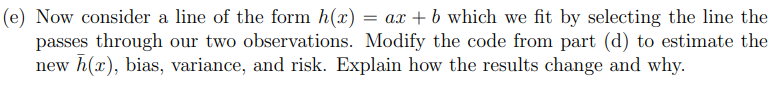 (e) Now consider a line of the form h(x) = ax + b which we fit by selecting the line the
passes through our two observations. Modify the code from part (d) to estimate the
new h̄(x), bias, variance, and risk. Explain how the results change and why.